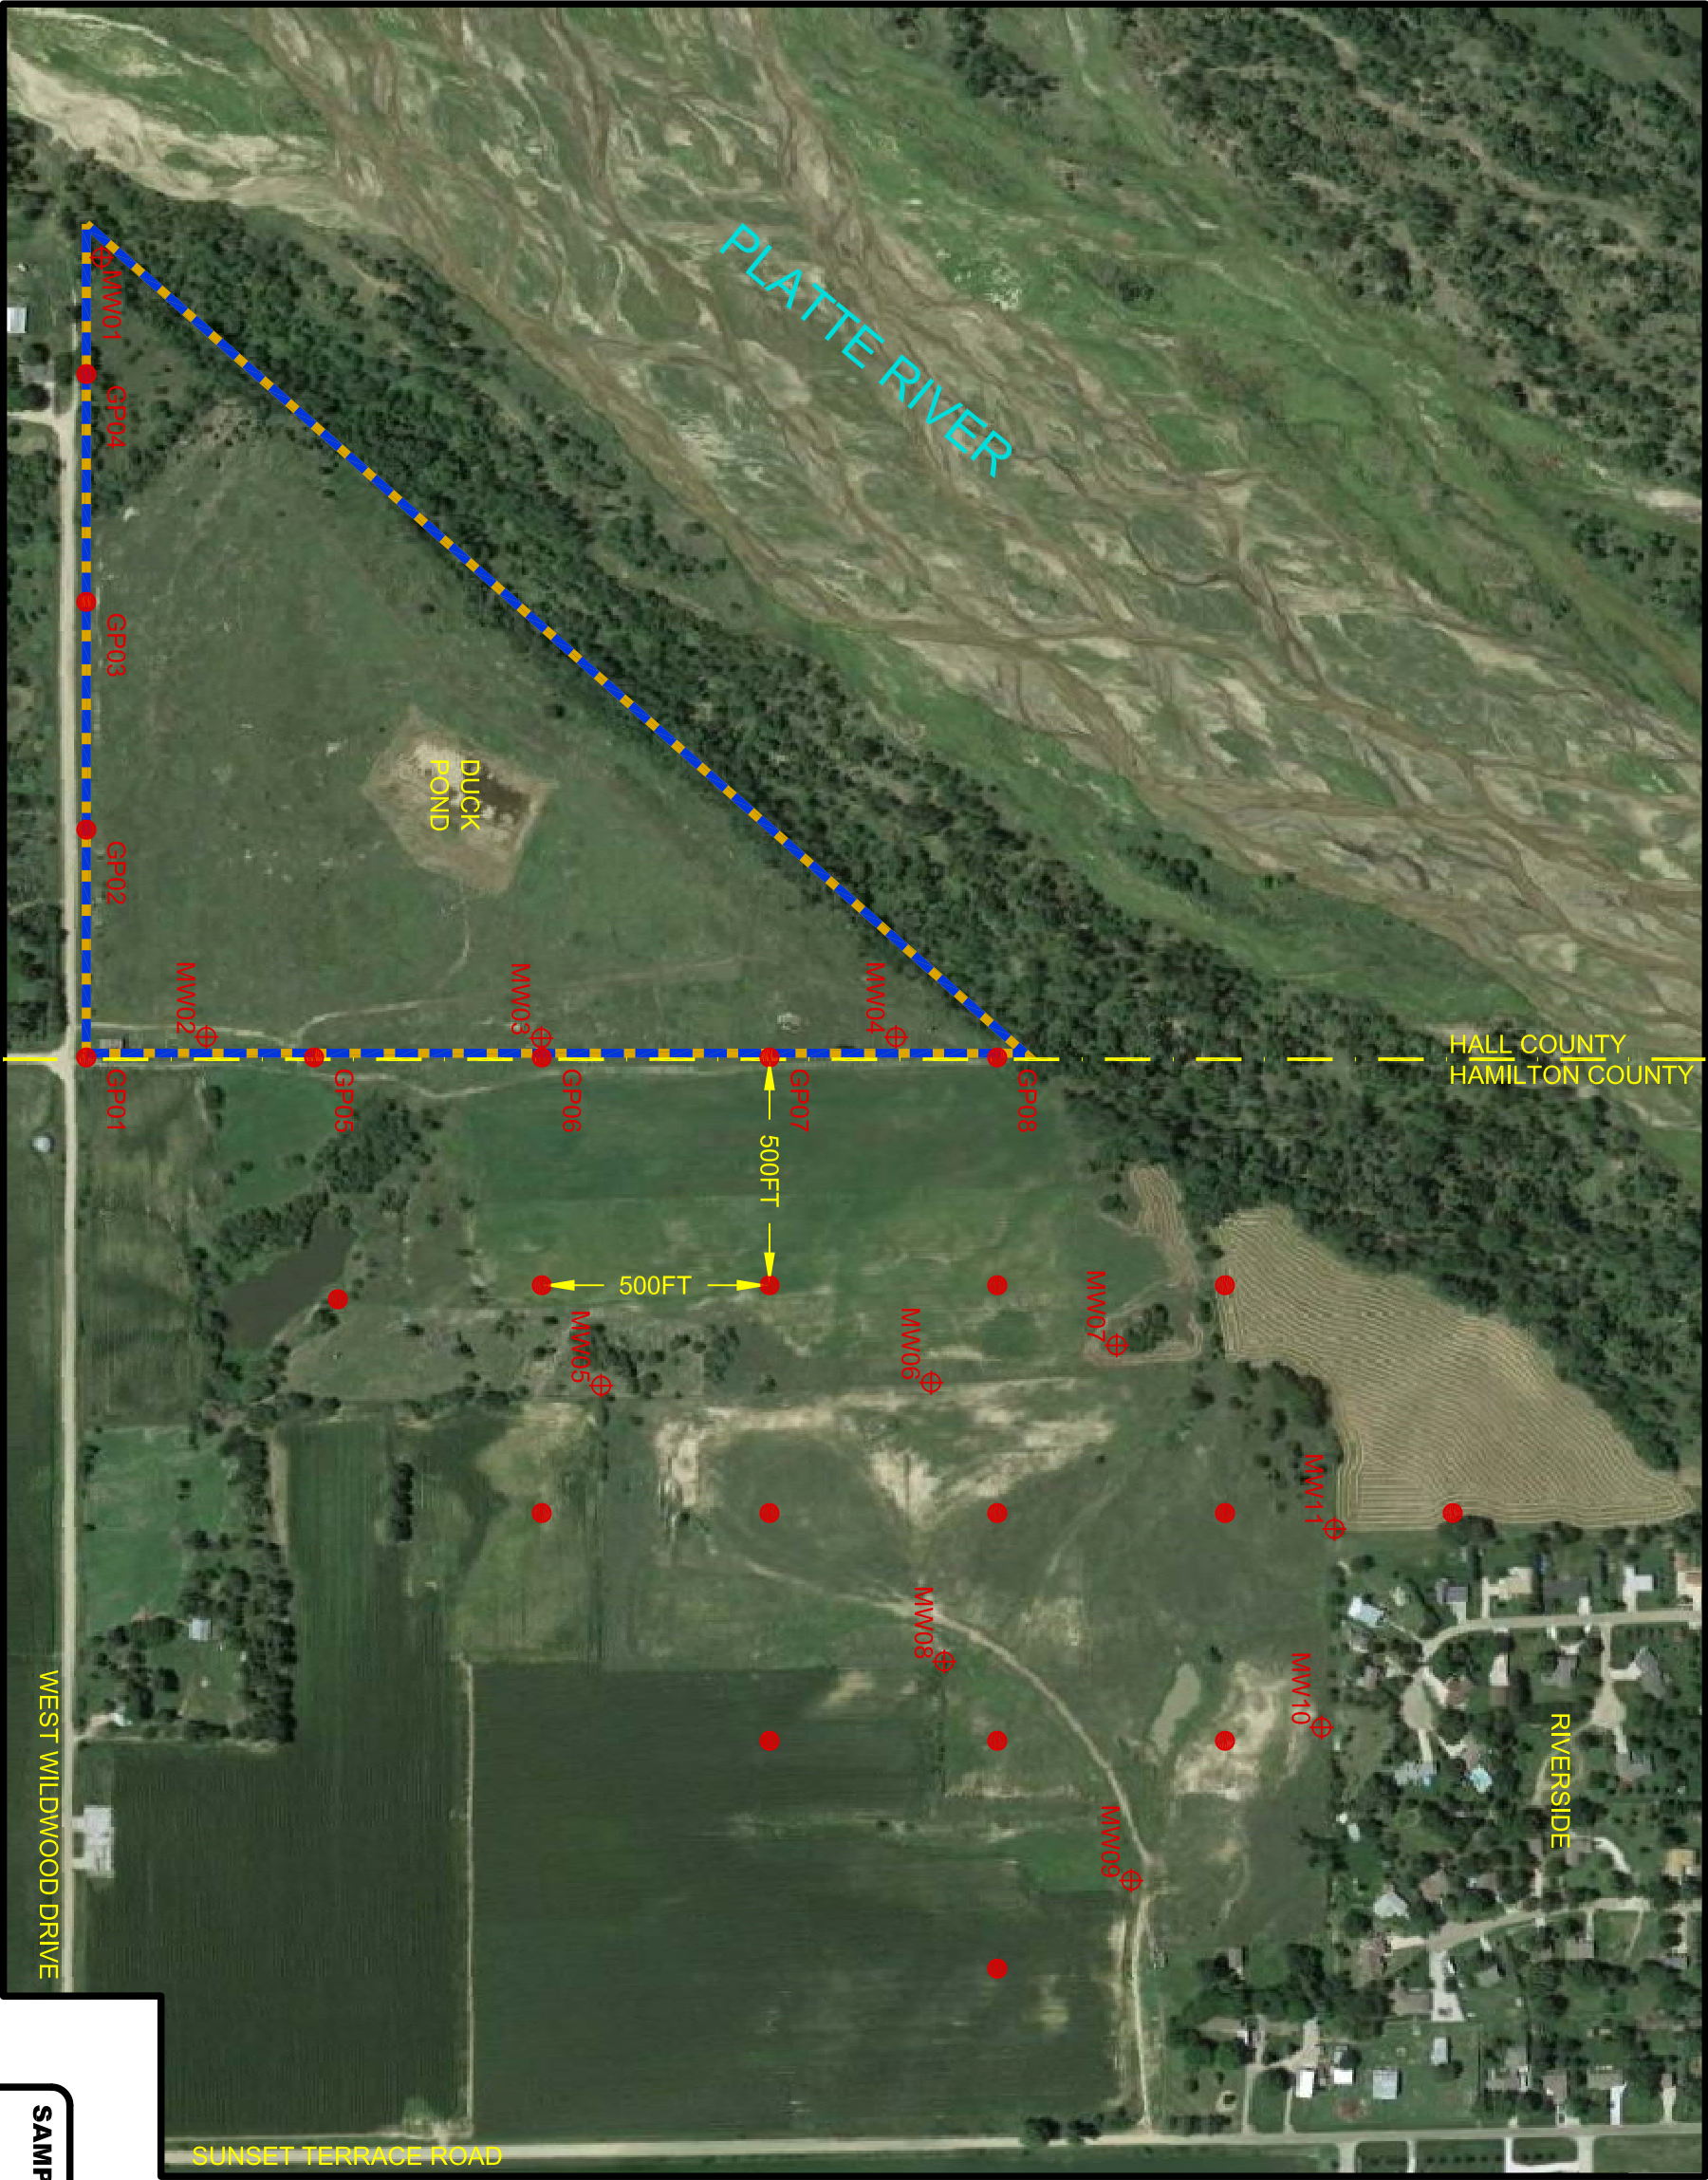 PLATTE RIVER
MW01
GP04
GP03
DUCK
POND
GP02
MW02
MW03
MW04
HALL COUNTY
HAMILTON COUNTY
GP01
GP05
GP06
GP07
GP08
500FT
500FT
MW05
MW06
MW07
MW11
MW08
MW10
RIVERSIDE
MW09
WEST WILDWOOD DRIVE
SUNSET TERRACE ROAD
SAMP